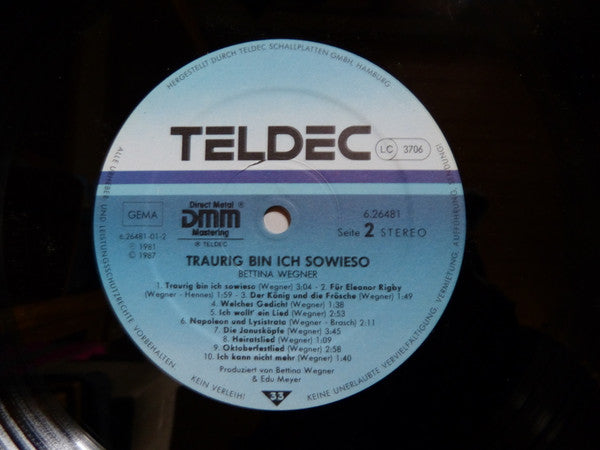 HERGESTELLT DURCH TELDEC SCHALLPLATTEN GMBH, HAMBURG
TELDEC
LC 3706
GEMA
Direct Metal ®
DMM
Mastering
® TELDEC
6.26481
Seite 2 STEREO
6.26481-01-2
℗ 1981
© 1987
TRAURIG BIN ICH SOWIESO
BETTINA WEGNER
1. Traurig bin ich sowieso (Wegner) 3:04 - 2. Für Eleanor Rigby
(Wegner - Hennes) 1:59 - 3. Der König und die Frösche (Wegner) 1:49
4. Welches Gedicht (Wegner) 1:38
5. Ich wollt' ein Lied (Wegner) 2:53
6. Napoleon und Lysistrata (Wegner - Brasch) 2:11
7. Die Janusköpfe (Wegner) 3:45
8. Heiratslied (Wegner) 1:09
9. Oktoberfestlied (Wegner) 2:58
10. Ich kann nicht mehr (Wegner) 1:40
Produziert von Bettina Wegner
& Edu Meyer
33
ALLE URHEBER UND LEISTUNGSSCHUTZRECHTE VORBEHALTEN
KEIN VERLEIH!
KEINE UNERLAUBTE VERVIELFÄLTIGUNG, VERMIETUNG, AUFFÜHRUNG,